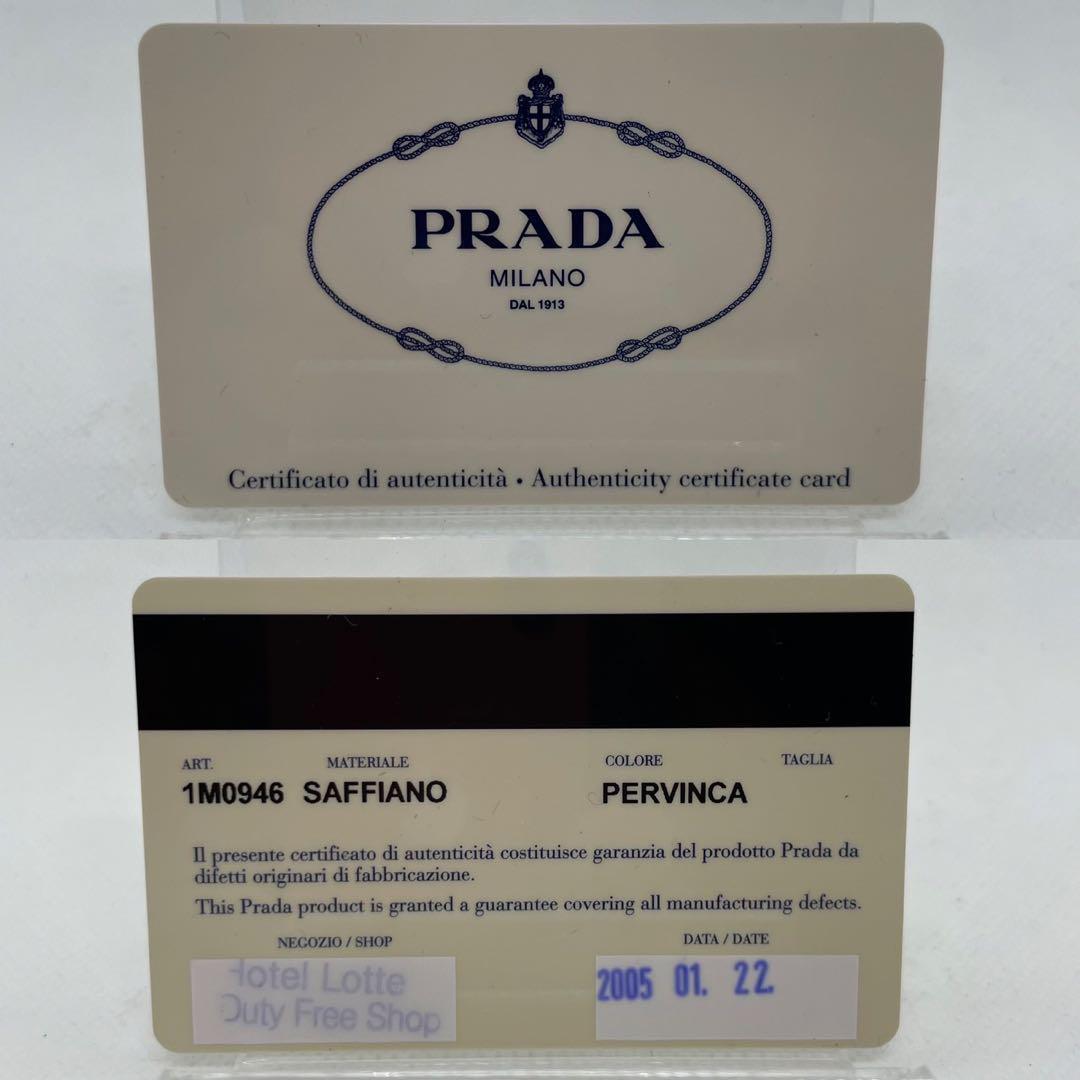 PRADA
MILANO
DAL 1913
Certificato di autenticità • Authenticity certificate card
ART. MATERIALE COLORE TAGLIA
1M0946 SAFFIANO PERVINCA
Il presente certificato di autenticità costituisce garanzia del prodotto Prada da
difetti originari di fabbricazione.
This Prada product is granted a guarantee covering all manufacturing defects.
NEGOZIO / SHOP DATA / DATE
Hotel Lotte 2005 01. 22.
Duty Free Shop